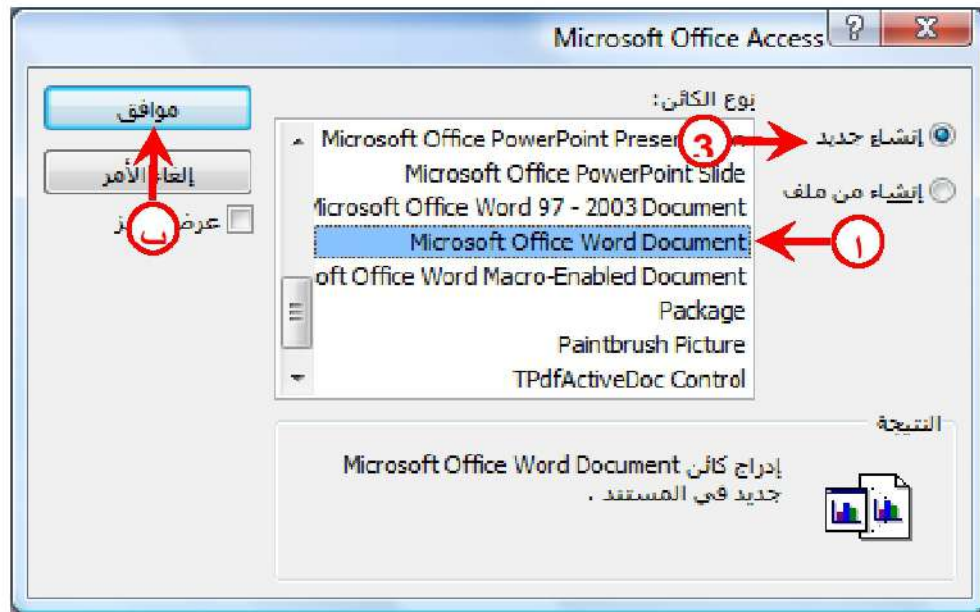 Microsoft Office Access
نوع الكائن:
إنشاء جديد
3
إنشاء من ملف
Microsoft Office PowerPoint
Microsoft Office PowerPoint Slide
Microsoft Office Word 97 - 2003 Document
Microsoft Office Word Document
أ
oft Office Word Macro-Enabled Document
Package
Paintbrush Picture
TPdfActiveDoc Control
موافق
إلغاء الأمر
ب
عرض
النتيجة
إدراج كائن Microsoft Office Word Document
جديد في المستند .